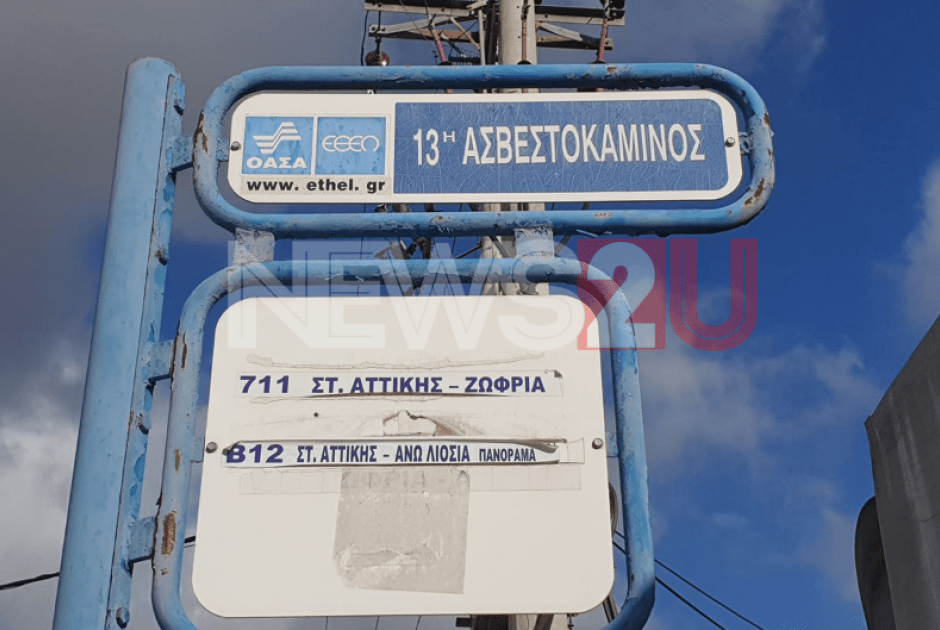 ΟΑΣΑ
ΕΘΕΛ
www. ethel. gr
13Η ΑΣΒΕΣΤΟΚΑΜΙΝΟΣ
NEWS2U
711 ΣΤ. ΑΤΤΙΚΗΣ – ΖΩΦΡΙΑ
812 ΣΤ. ΑΤΤΙΚΗΣ – ΑΝΩ ΛΙΟΣΙΑ ΠΑΝΟΡΑΜΑ